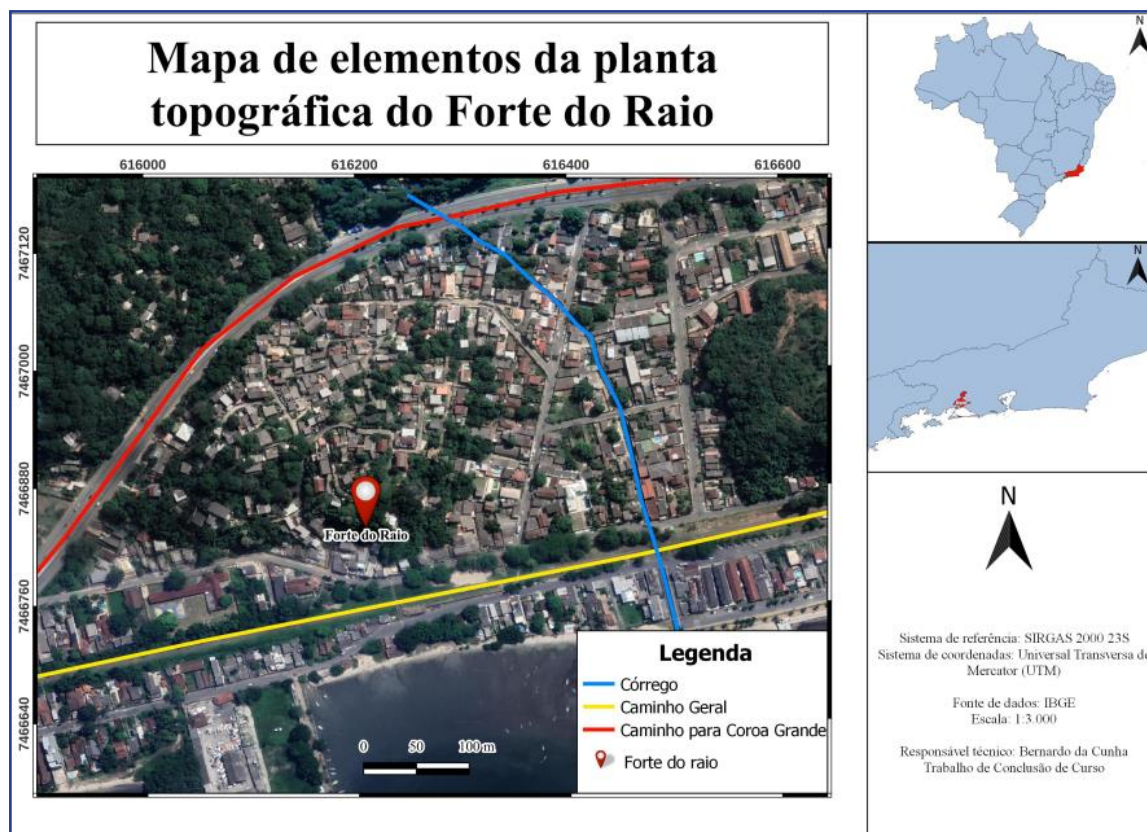 Mapa de elementos da planta
topográfica do Forte do Raio
616000
616200
616400
616600
7467120
7467000
7466880
7466760
7466640
Forte do Raio
0 50 100 m
Legenda
Córrego
Caminho Geral
Caminho para Coroa Grande
Forte do raio
N
N
N
Sistema de referência: SIRGAS 2000 23S
Sistema de coordenadas: Universal Transversa de
Mercator (UTM)
Fonte de dados: IBGE
Escala: 1:3.000
Responsável técnico: Bernardo da Cunha
Trabalho de Conclusão de Curso